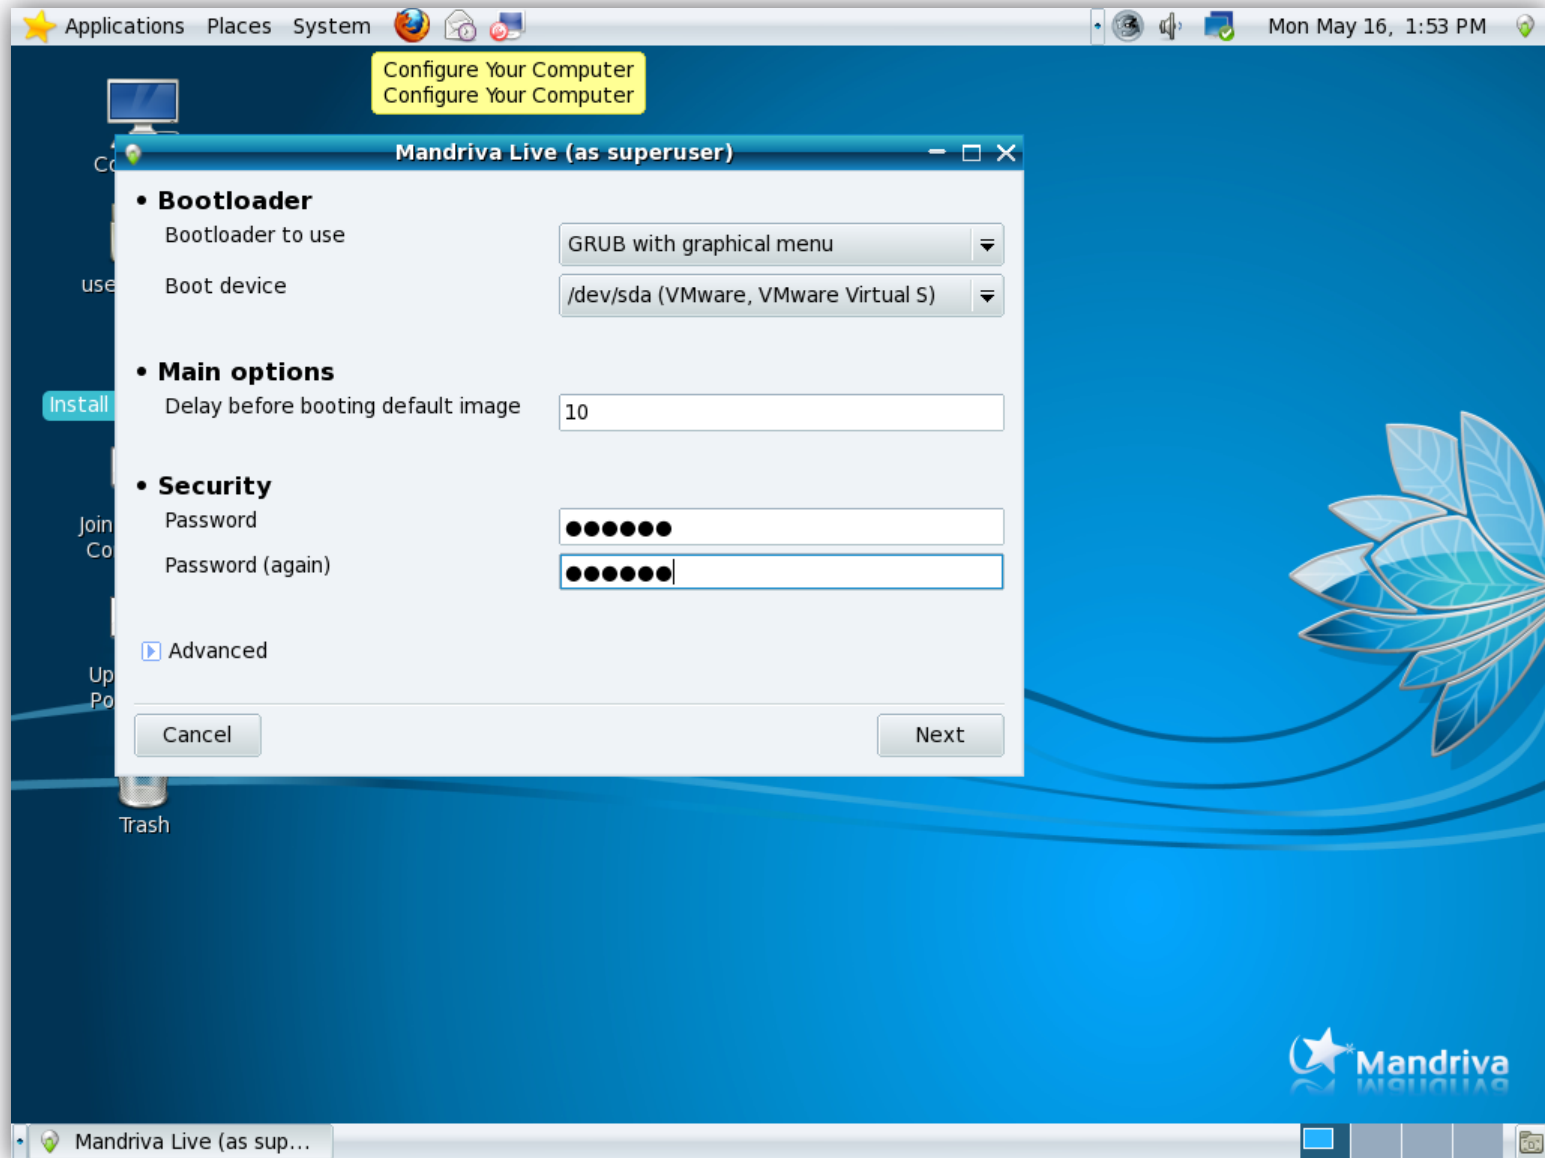 Applications Places System Mon May 16, 1:53 PM
Configure Your Computer
Configure Your Computer
Mandriva Live (as superuser)
Bootloader
Bootloader to use GRUB with graphical menu
Boot device /dev/sda (VMware, VMware Virtual S)
Main options
Install
Delay before booting default image 10
Security
Password
Join
Password (again)
Advanced
Cancel Next
Trash
Mandriva
Mandriva Live (as sup...